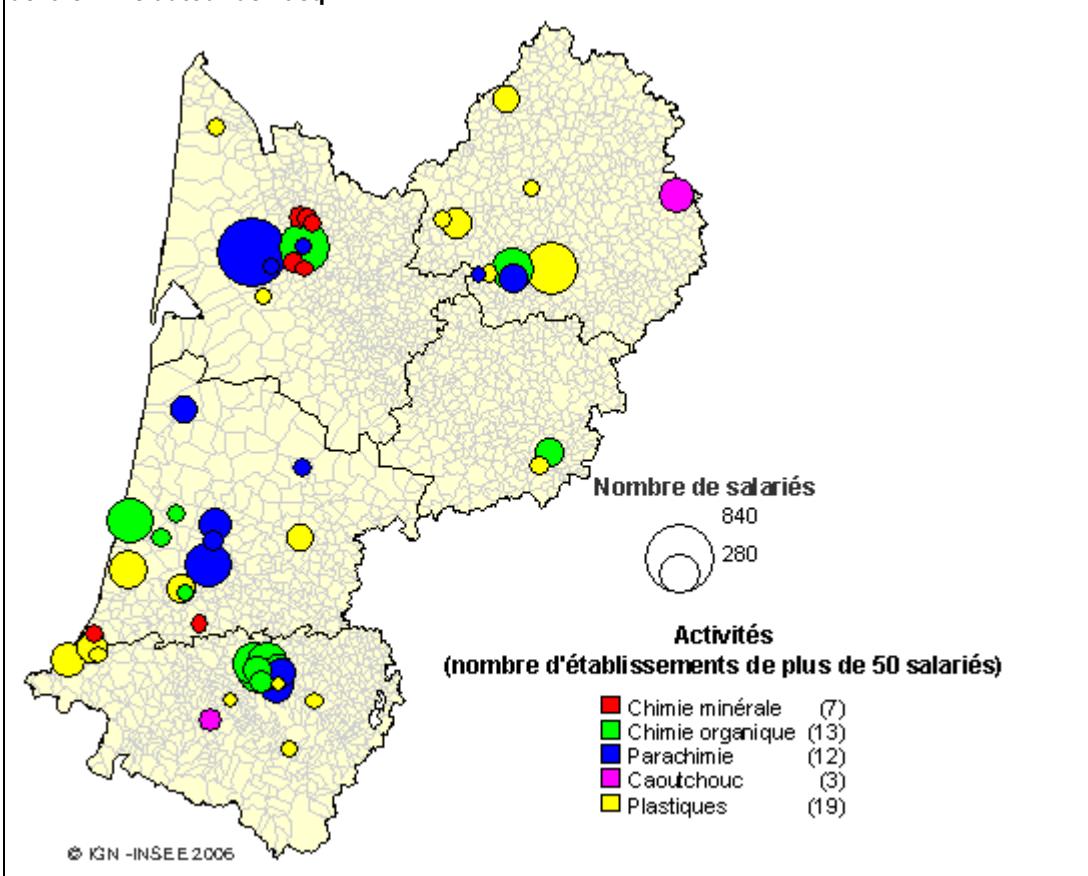 Nombre de salariés
840
280
Activités
(nombre d'établissements de plus de 50 salariés)
Chimie minérale (7)
Chimie organique (13)
Parachimie (12)
Caoutchouc (3)
Plastiques (19)
© IGN -INSEE 2006